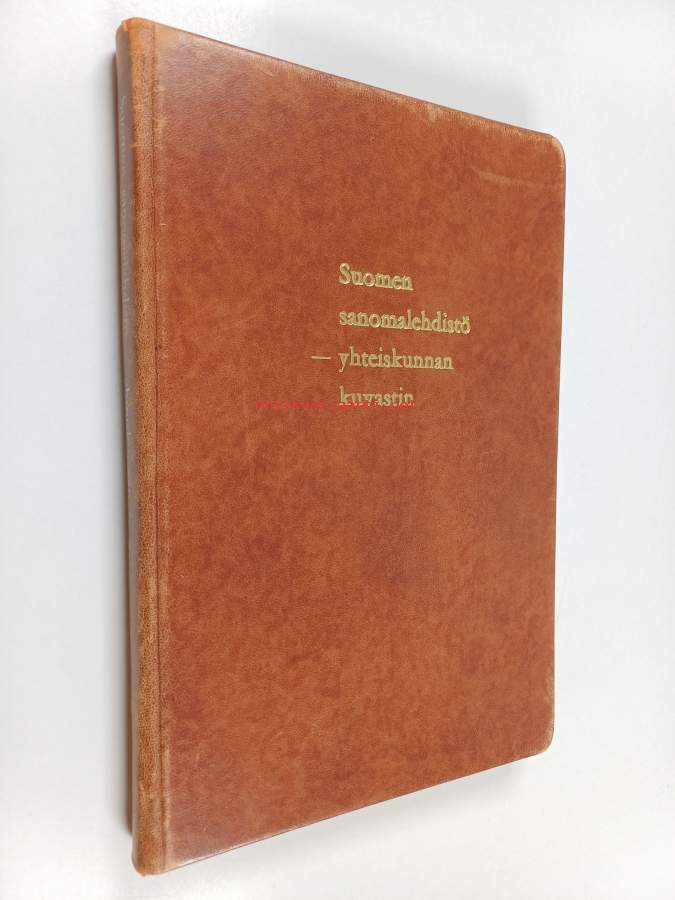 Suomen
sanomalehdistö
— yhteiskunnan
kuvastin